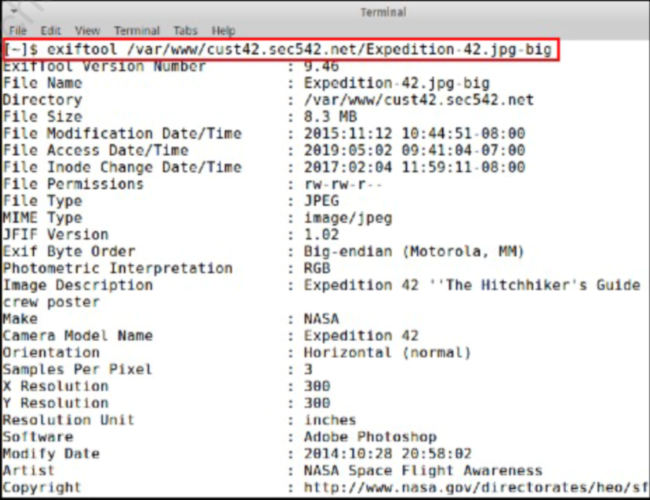 Terminal
File Edit View Terminal Tabs Help
[~]$ exiftool /var/www/cust42.sec542.net/Expedition-42.jpg-big
ExifTool Version Number : 9.46
File Name : Expedition-42.jpg-big
Directory : /var/www/cust42.sec542.net
File Size : 8.3 MB
File Modification Date/Time : 2015:11:12 10:44:51-08:00
File Access Date/Time : 2019:05:02 09:41:04-07:00
File Inode Change Date/Time : 2017:02:04 11:59:11-08:00
File Permissions : rw-rw-r--
File Type : JPEG
MIME Type : image/jpeg
JFIF Version : 1.02
Exif Byte Order : Big-endian (Motorola, MM)
Photometric Interpretation : RGB
Image Description : Expedition 42 ''The Hitchhiker's Guide
crew poster
Make : NASA
Camera Model Name : Expedition 42
Orientation : Horizontal (normal)
Samples Per Pixel : 3
X Resolution : 300
Y Resolution : 300
Resolution Unit : inches
Software : Adobe Photoshop
Modify Date : 2014:10:28 20:58:02
Artist : NASA Space Flight Awareness
Copyright : http://www.nasa.gov/directorates/heo/sf